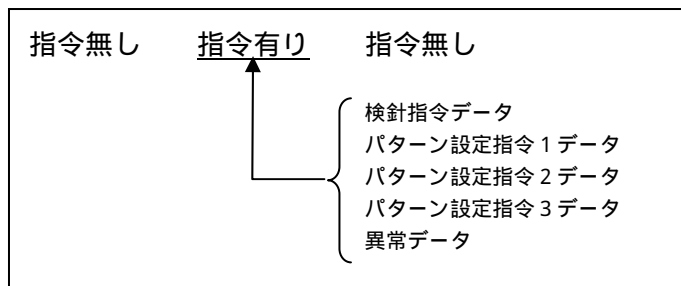 指令無し 指令有り 指令無し
検針指令データ
パターン設定指令1データ
パターン設定指令2データ
パターン設定指令3データ
異常データ